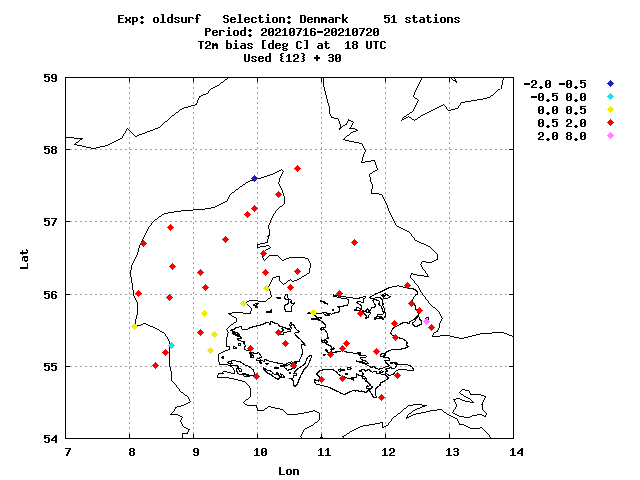 Exp: oldsurf   Selection: Denmark     51 stations
Period: 20210716-20210720
T2m bias [deg C] at  18 UTC
Used {12} + 30
-2.0 -0.5
-0.5 0.0
0.0 0.5
0.5 2.0
2.0 8.0
59
58
57
56
55
54
Lat
7 8 9 10 11 12 13 14
Lon